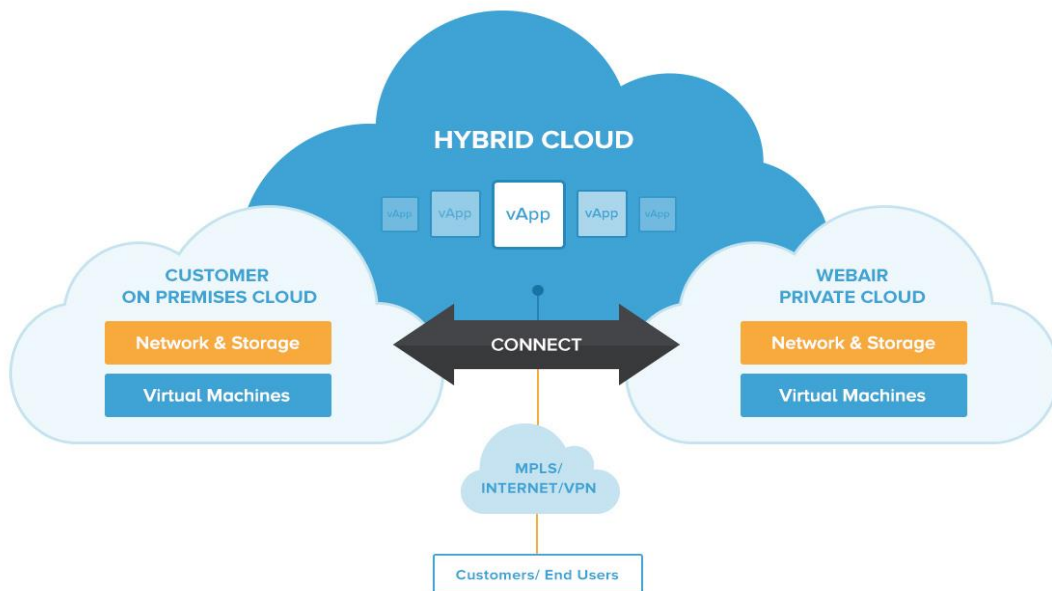 HYBRID CLOUD
vApp
vApp
vApp
vApp
vApp
CUSTOMER
ON PREMISES CLOUD
Network & Storage
Virtual Machines
CONNECT
WEBAIR
PRIVATE CLOUD
Network & Storage
Virtual Machines
MPLS/
INTERNET/VPN
Customers/ End Users